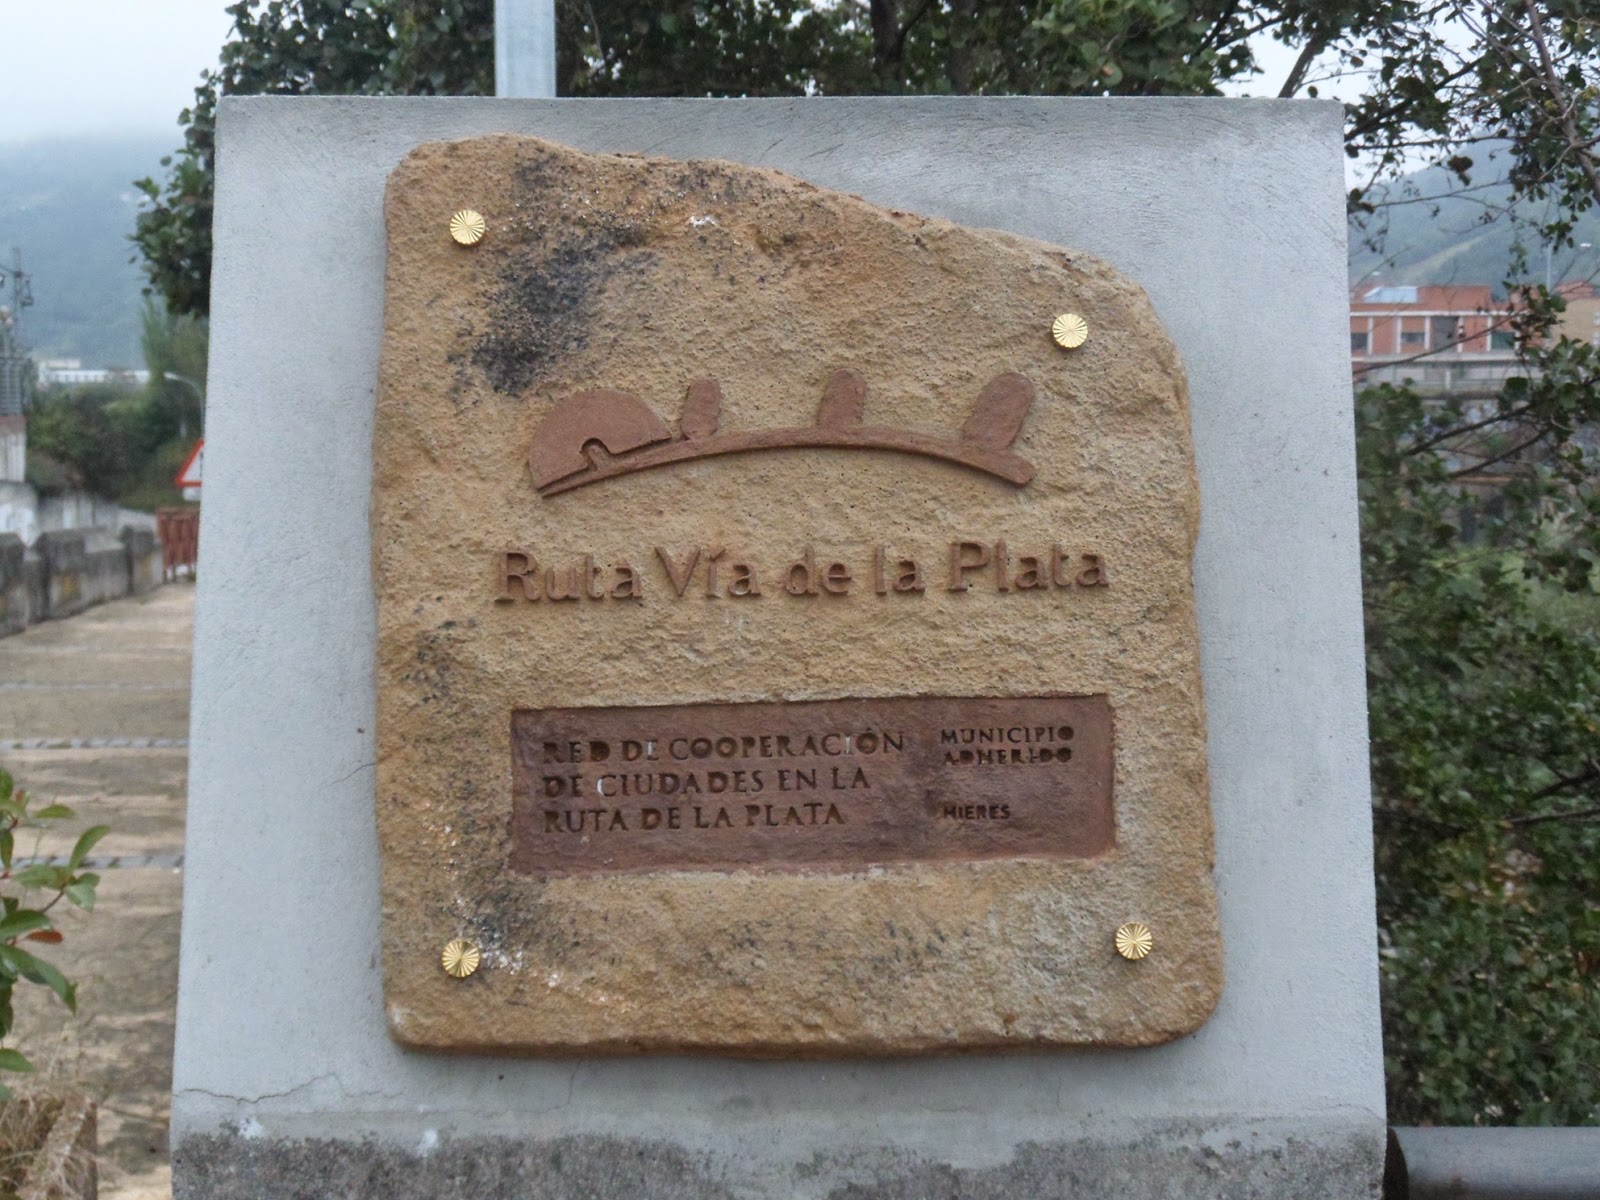 Ruta Vía de la Plata
RED DE COOPERACIÓN
DE CIUDADES EN LA
RUTA DE LA PLATA
MUNICIPIO
ADHERIDO
MIERES